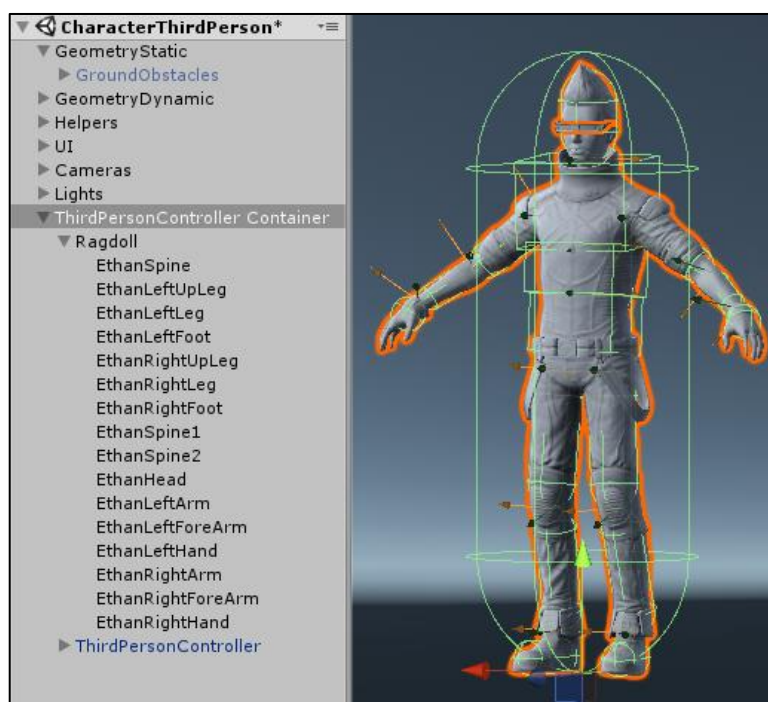 CharacterThirdPerson*
GeometryStatic
GroundObstacles
GeometryDynamic
Helpers
UI
Cameras
Lights
ThirdPersonController Container
Ragdoll
EthanSpine
EthanLeftUpLeg
EthanLeftLeg
EthanLeftFoot
EthanRightUpLeg
EthanRightLeg
EthanRightFoot
EthanSpine1
EthanSpine2
EthanHead
EthanLeftArm
EthanLeftForeArm
EthanLeftHand
EthanRightArm
EthanRightForeArm
EthanRightHand
ThirdPersonController